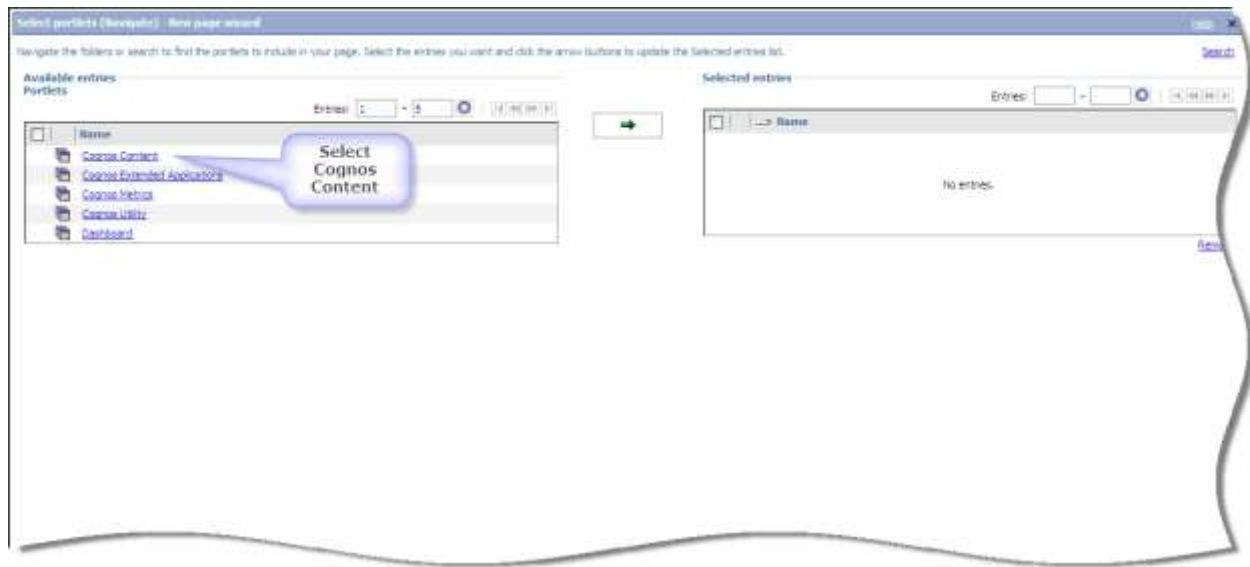 Select portlets (Navigate) - New page wizard
Help
Navigate the folders or search to find the portlets to include in your page. Select the entries you want and click the arrow buttons to update the Selected entries list.
Search
Available entries
Portlets
Entries: 1 - 5
Name
Cognos Content
Cognos Extended Applications
Cognos Metrics
Cognos Utility
Dashboard
Select
Cognos
Content
Selected entries
Entries: -
...> Name
No entries.